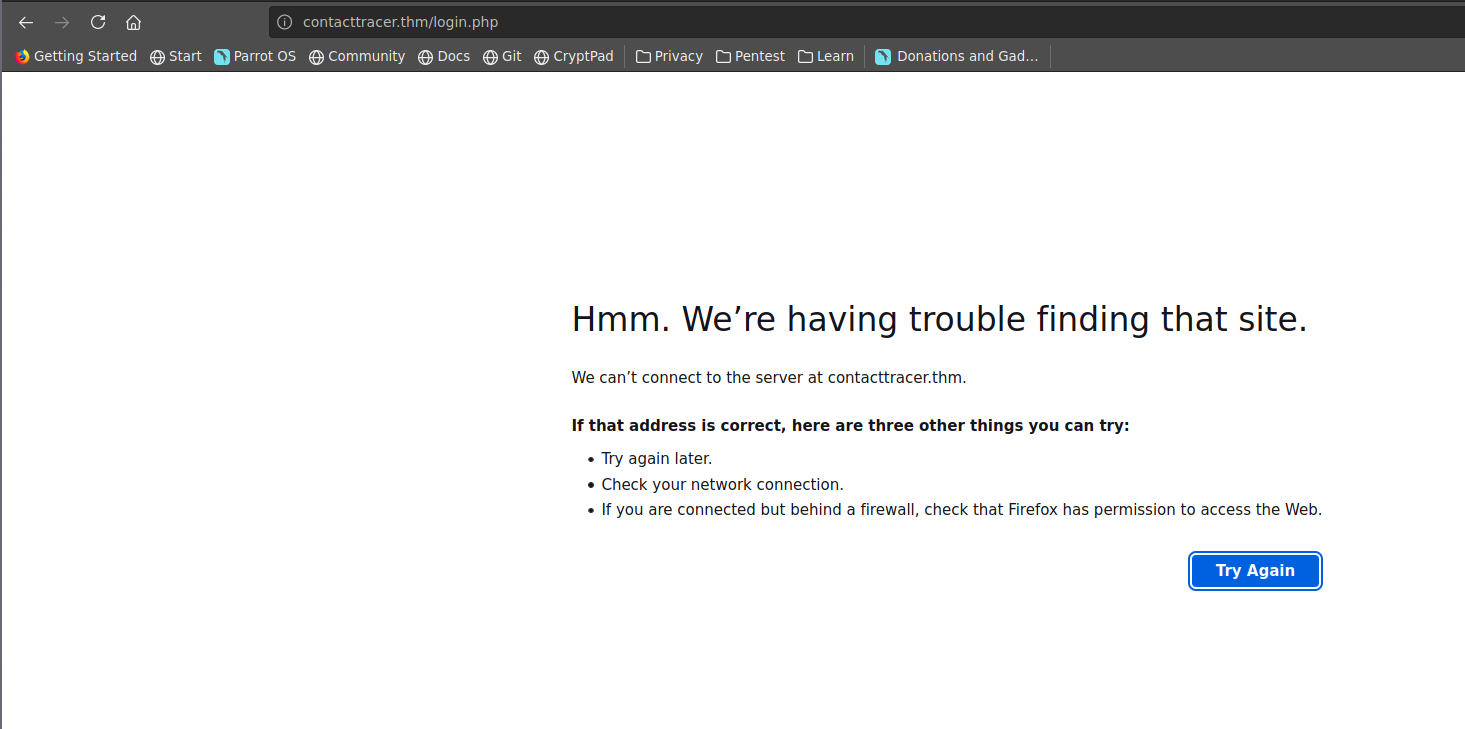 contacttracer.thm/login.php
Getting Started Start Parrot OS Community Docs Git CryptPad Privacy Pentest Learn Donations and Gad…
Hmm. We’re having trouble finding that site.
We can’t connect to the server at contacttracer.thm.
If that address is correct, here are three other things you can try:
• Try again later.
• Check your network connection.
• If you are connected but behind a firewall, check that Firefox has permission to access the Web.
Try Again